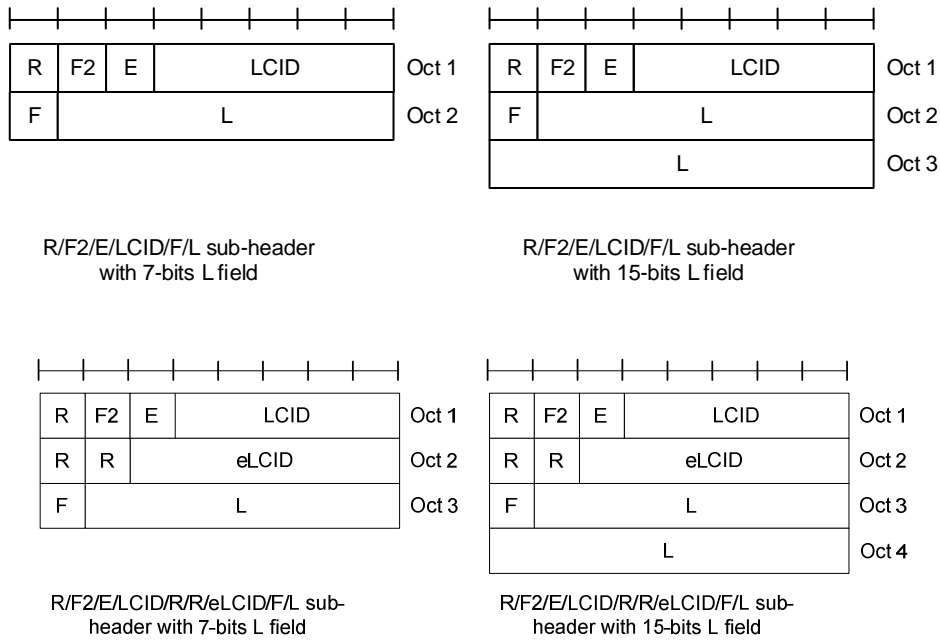 R F2 E LCID Oct 1
F L Oct 2
R/F2/E/LCID/F/L sub-header
with 7-bits L field
R F2 E LCID Oct 1
F L Oct 2
L Oct 3
R/F2/E/LCID/F/L sub-header
with 15-bits L field
R F2 E LCID Oct 1
R R eLCID Oct 2
F L Oct 3
R/F2/E/LCID/R/R/eLCID/F/L sub-
header with 7-bits L field
R F2 E LCID Oct 1
R R eLCID Oct 2
F L Oct 3
L Oct 4
R/F2/E/LCID/R/R/eLCID/F/L sub-
header with 15-bits L field